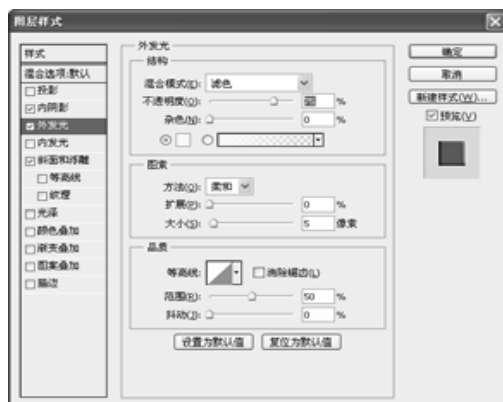 图层样式
样式
混合选项:默认
投影
内阴影
外发光
内发光
斜面和浮雕
等高线
纹理
光泽
颜色叠加
渐变叠加
图案叠加
描边
外发光
结构
混合模式(E): 滤色
不透明度(O): %
杂色(N): 0 %
图素
方法(Q): 柔和
扩展(P): 0 %
大小(S): 5 像素
品质
等高线: 消除锯齿(L)
范围(R): 50 %
抖动(J): 0 %
设置为默认值 复位为默认值
确定
取消
新建样式(W)...
预览(V)